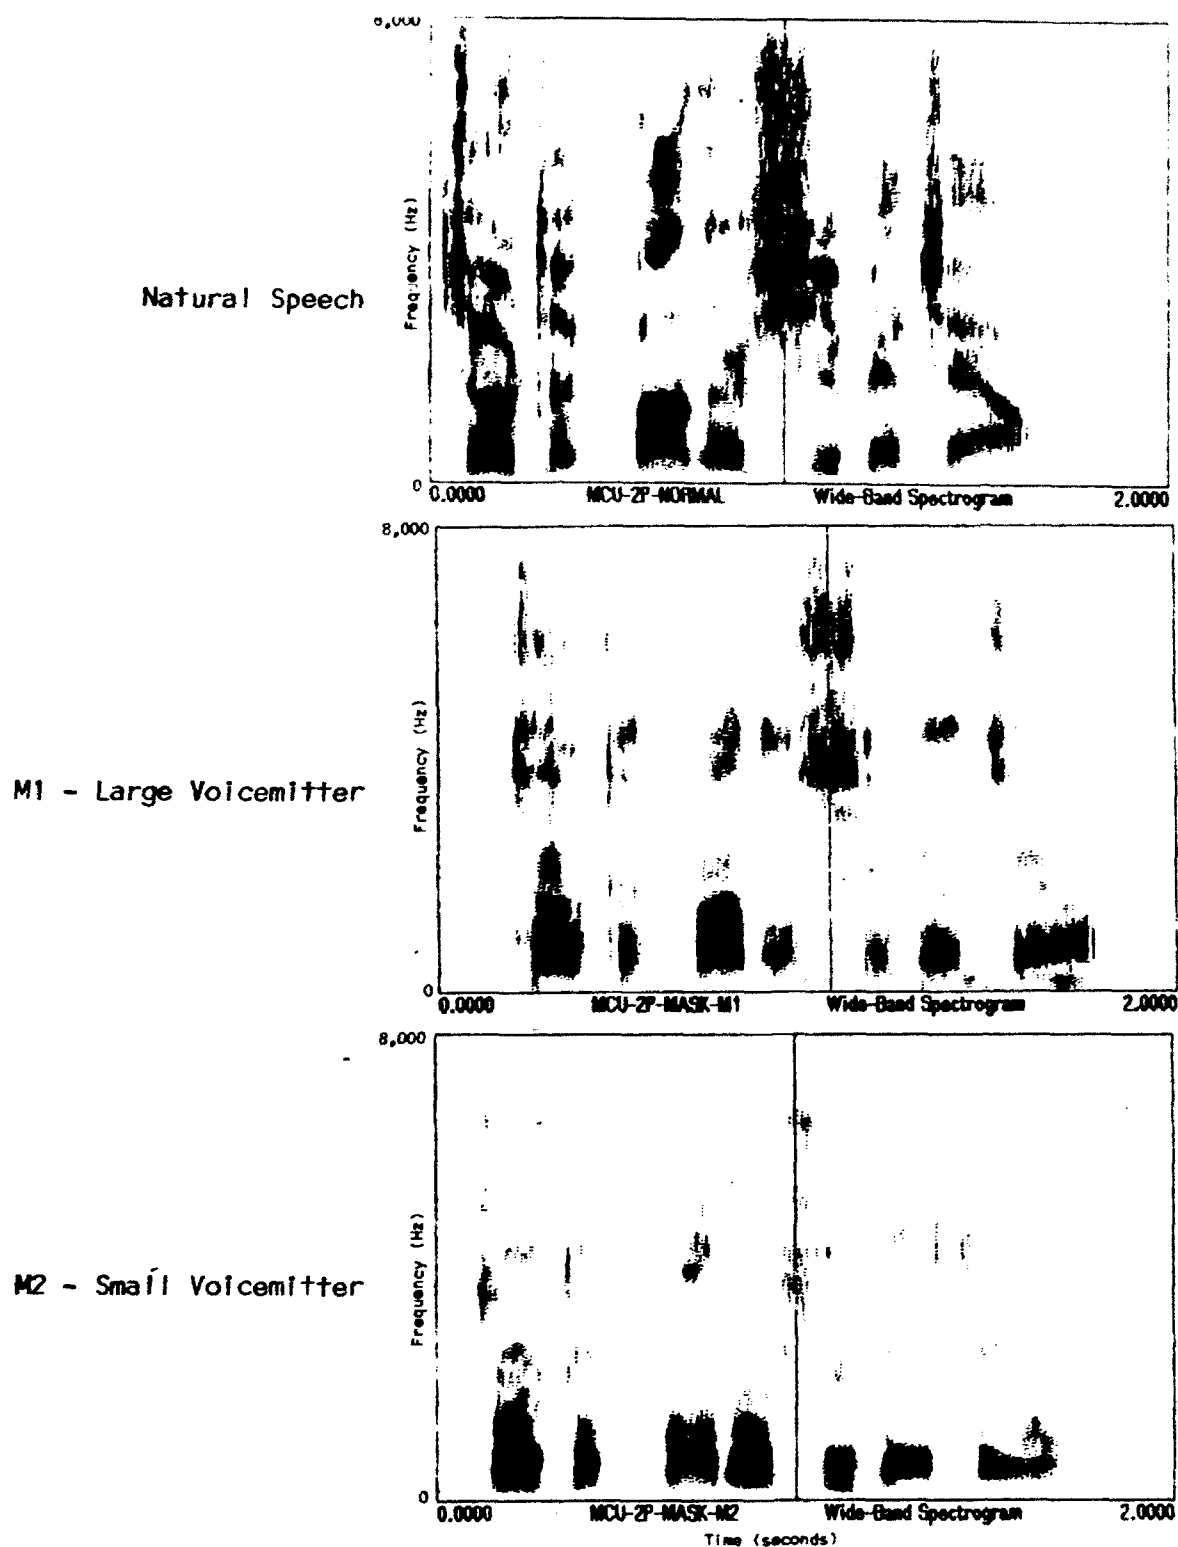 8,000
Frequency (Hz)
Natural Speech
0
0.0000 MCU-2P-NORMAL Wide-Band Spectrogram 2.0000
8,000
Frequency (Hz)
M1 - Large Voicemitter
0
0.0000 MCU-2P-MASK-M1 Wide-Band Spectrogram 2.0000
8,000
Frequency (Hz)
M2 - Small Voicemitter
0
0.0000 MCU-2P-MASK-M2 Wide-Band Spectrogram 2.0000
Time (seconds)